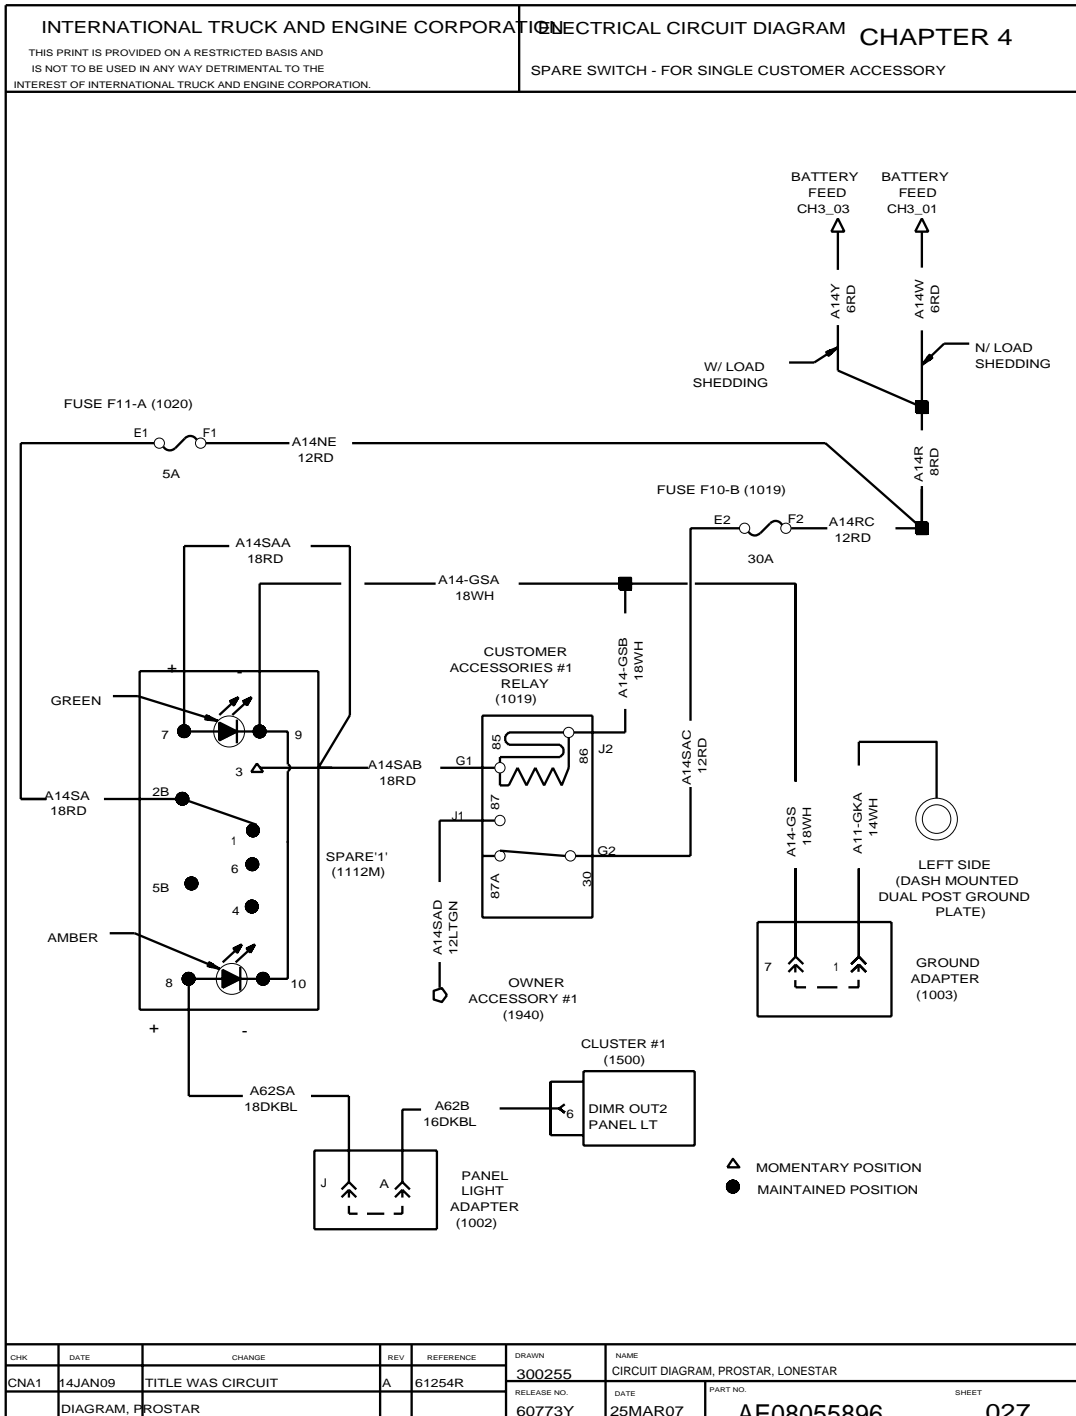 INTERNATIONAL TRUCK AND ENGINE CORPORATION
THIS PRINT IS PROVIDED ON A RESTRICTED BASIS AND
IS NOT TO BE USED IN ANY WAY DETRIMENTAL TO THE
INTEREST OF INTERNATIONAL TRUCK AND ENGINE CORPORATION.
ELECTRICAL CIRCUIT DIAGRAM
CHAPTER 4
SPARE SWITCH - FOR SINGLE CUSTOMER ACCESSORY
BATTERY
FEED
CH3_03
BATTERY
FEED
CH3_01
A14Y
6RD
A14W
6RD
W/ LOAD
SHEDDING
N/ LOAD
SHEDDING
FUSE F11-A (1020)
E1
F1
5A
A14NE
12RD
A14R
8RD
FUSE F10-B (1019)
E2
F2
30A
A14RC
12RD
A14SAA
18RD
A14-GSA
18WH
A14-GSB
18WH
CUSTOMER
ACCESSORIES #1
RELAY
(1019)
+
-
GREEN
7
9
3
A14SAB
18RD
G1
85
86
J2
A14SAC
12RD
A14SA
18RD
2B
1
6
5B
4
SPARE'1'
(1112M)
J1
87
87A
30
G2
A14-GS
18WH
A11-GKA
14WH
LEFT SIDE
(DASH MOUNTED
DUAL POST GROUND
PLATE)
AMBER
8
10
+
-
A14SAD
12LTGN
OWNER
ACCESSORY #1
(1940)
7
1
GROUND
ADAPTER
(1003)
CLUSTER #1
(1500)
6
DIMR OUT2
PANEL LT
A62SA
18DKBL
A62B
16DKBL
J
A
PANEL
LIGHT
ADAPTER
(1002)
MOMENTARY POSITION
MAINTAINED POSITION
CHK
DATE
CHANGE
REV
REFERENCE
CNA1
14JAN09
TITLE WAS CIRCUIT
A
61254R
DIAGRAM, PROSTAR
DRAWN
300255
NAME
CIRCUIT DIAGRAM, PROSTAR, LONESTAR
RELEASE NO.
60773Y
DATE
25MAR07
PART NO.
AE08055896
SHEET
027